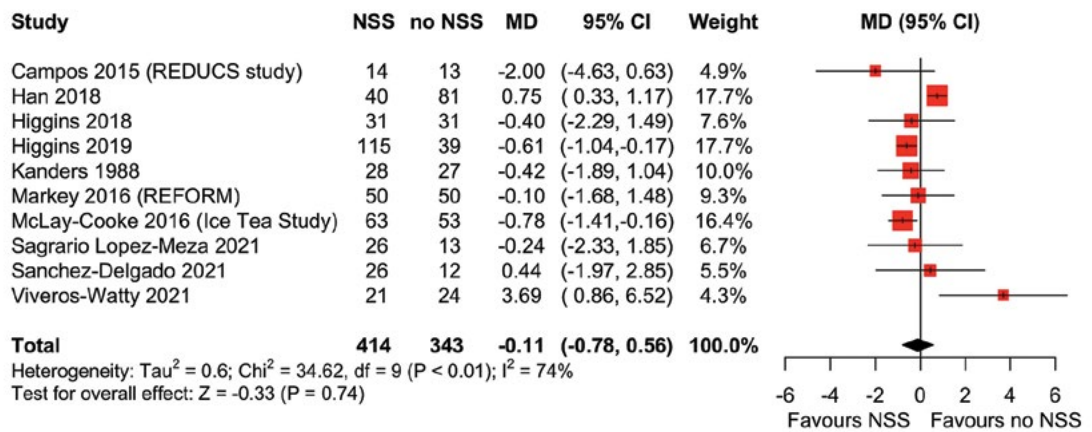 Study NSS no NSS MD 95% CI Weight MD (95% CI)
Campos 2015 (REDUCS study) 14 13 -2.00 (-4.63, 0.63) 4.9%
Han 2018 40 81 0.75 ( 0.33, 1.17) 17.7%
Higgins 2018 31 31 -0.40 (-2.29, 1.49) 7.6%
Higgins 2019 115 39 -0.61 (-1.04,-0.17) 17.7%
Kanders 1988 28 27 -0.42 (-1.89, 1.04) 10.0%
Markey 2016 (REFORM) 50 50 -0.10 (-1.68, 1.48) 9.3%
McLay-Cooke 2016 (Ice Tea Study) 63 53 -0.78 (-1.41,-0.16) 16.4%
Sagrario Lopez-Meza 2021 26 13 -0.24 (-2.33, 1.85) 6.7%
Sanchez-Delgado 2021 26 12 0.44 (-1.97, 2.85) 5.5%
Viveros-Watty 2021 21 24 3.69 ( 0.86, 6.52) 4.3%
Total 414 343 -0.11 (-0.78, 0.56) 100.0%
Heterogeneity: Tau² = 0.6; Chi² = 34.62, df = 9 (P < 0.01); I² = 74%
Test for overall effect: Z = -0.33 (P = 0.74)
-6 -4 -2 0 2 4 6
Favours NSS Favours no NSS